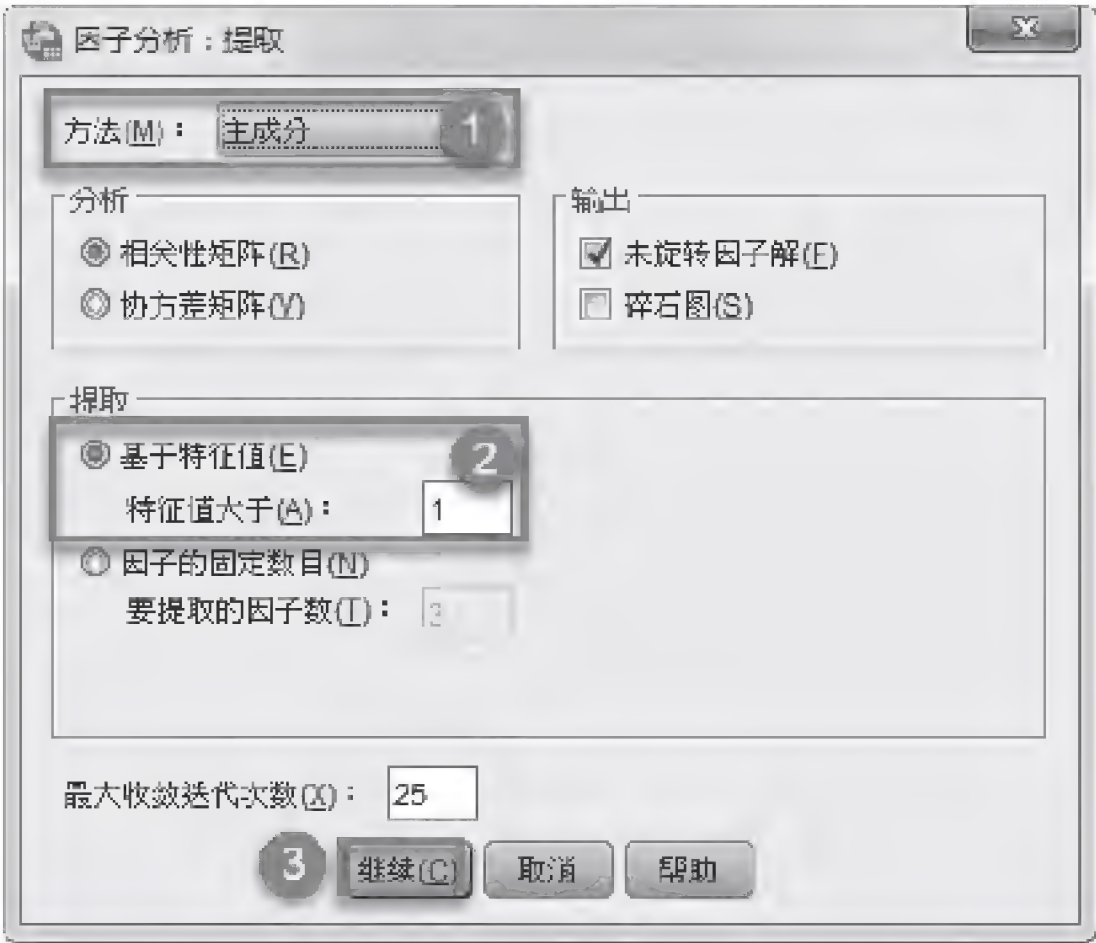 因子分析：提取
方法(M)： 主成分 1
分析
相关性矩阵(R)
协方差矩阵(V)
输出
未旋转因子解(F)
碎石图(S)
提取
基于特征值(E) 2
特征值大于(A)： 1
因子的固定数目(N)
要提取的因子数(T)： 3
最大收敛迭代次数(X)： 25
3 继续(C) 取消 帮助